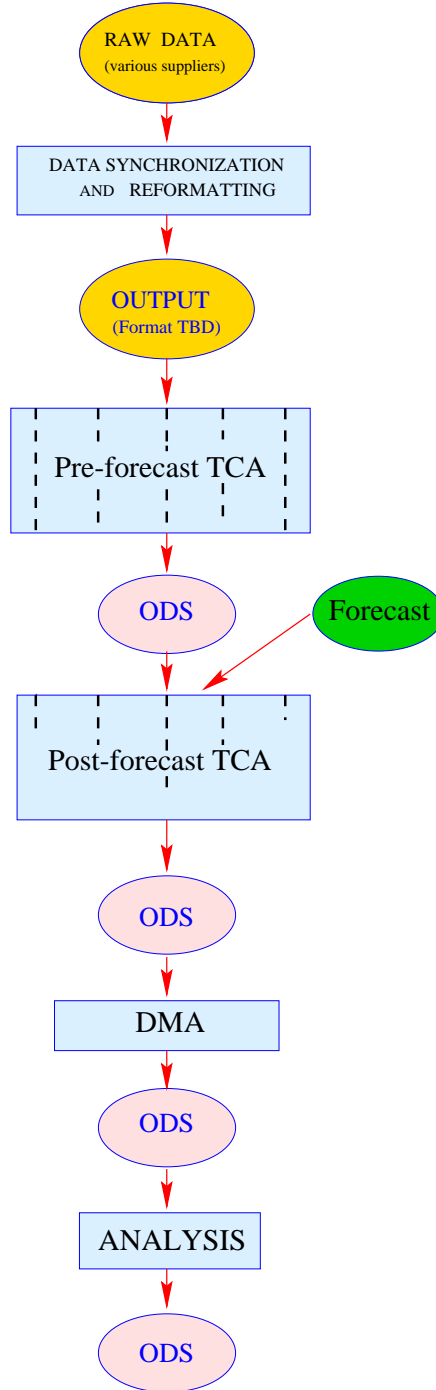 RAW DATA
(various suppliers)
DATA SYNCHRONIZATION
AND REFORMATTING
OUTPUT
(Format TBD)
Pre-forecast TCA
ODS
Forecast
Post-forecast TCA
ODS
DMA
ODS
ANALYSIS
ODS